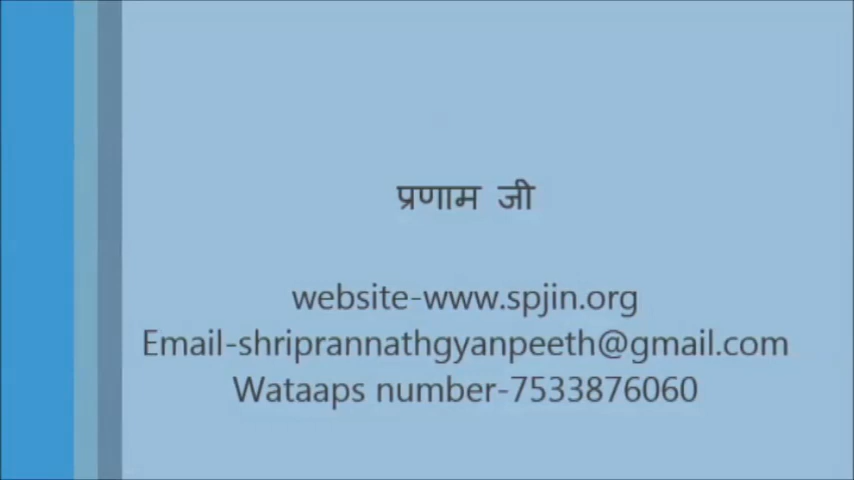 प्रणाम जी
website-www.spjin.org
Email-shriprannathgyanpeeth@gmail.com
Wataaps number-7533876060